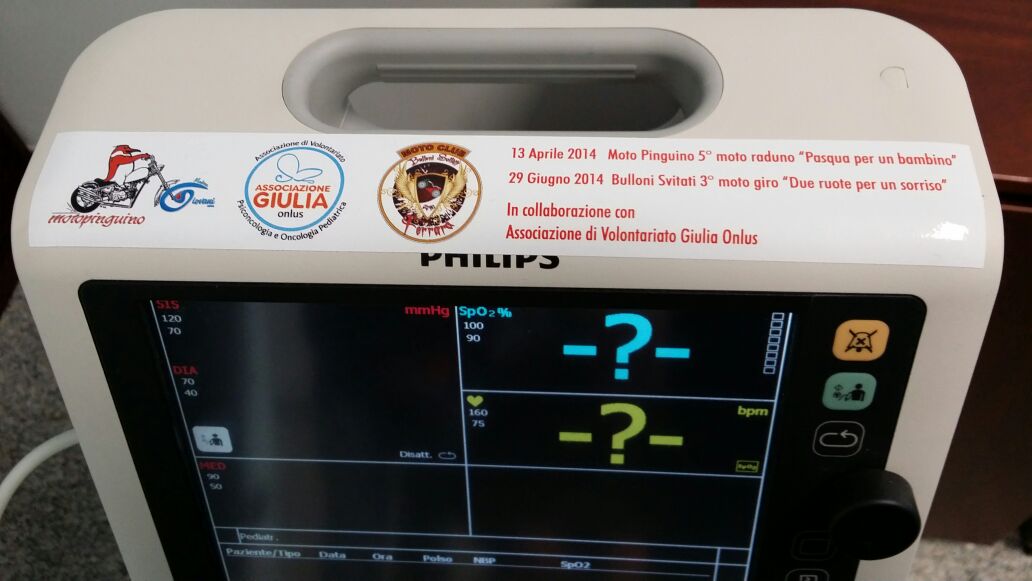 motopinguino
Giovani
Associazione di Volontariato
ASSOCIAZIONE
GIULIA
onlus
Psiconcologia e Oncologia Pediatrica
MOTO CLUB
Bulloni Svitati
Ferrara
13 Aprile 2014 Moto Pinguino 5° moto raduno "Pasqua per un bambino"
29 Giugno 2014 Bulloni Svitati 3° moto giro "Due ruote per un sorriso"
In collaborazione con
Associazione di Volontariato Giulia Onlus
PHILIPS
SIS
120
70
mmHg
DIA
70
40
Disatt.
MED
90
50
SpO₂%
100
90
-?-
160
75
-?-
bpm
SpO₂
Pediatr.
Paziente/Tipo Data Ora Polso NBP SpO2